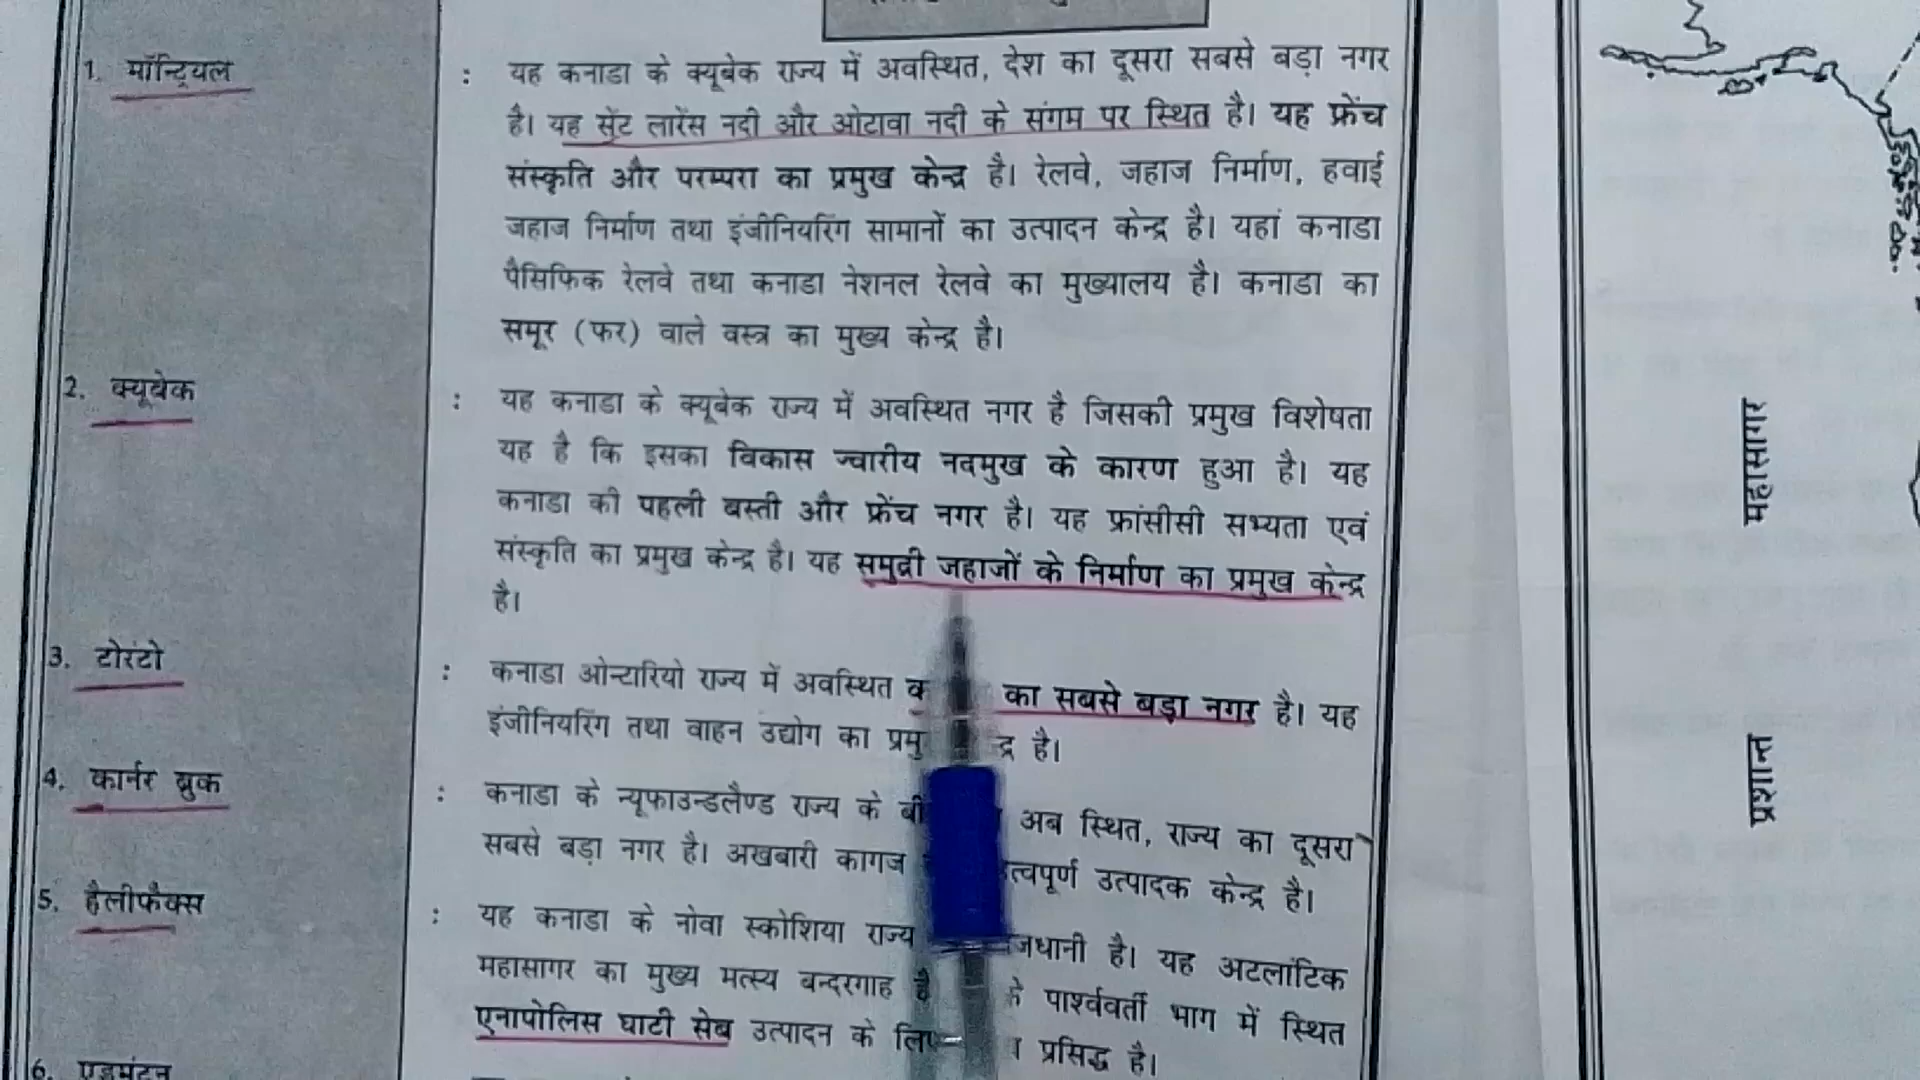 1. मॉन्ट्रियल : यह कनाडा के क्यूबेक राज्य में अवस्थित, देश का दूसरा सबसे बड़ा नगर
है। यह सेंट लारेंस नदी और ओटावा नदी के संगम पर स्थित है। यह फ्रेंच
संस्कृति और परम्परा का प्रमुख केन्द्र है। रेलवे, जहाज निर्माण, हवाई
जहाज निर्माण तथा इंजीनियरिंग सामानों का उत्पादन केन्द्र है। यहां कनाडा
पैसिफिक रेलवे तथा कनाडा नेशनल रेलवे का मुख्यालय है। कनाडा का
समूर (फर) वाले वस्त्र का मुख्य केन्द्र है।
2. क्यूबेक : यह कनाडा के क्यूबेक राज्य में अवस्थित नगर है जिसकी प्रमुख विशेषता
यह है कि इसका विकास ज्वारीय नदमुख के कारण हुआ है। यह
कनाडा की पहली बस्ती और फ्रेंच नगर है। यह फ्रांसीसी सभ्यता एवं
संस्कृति का प्रमुख केन्द्र है। यह समुद्री जहाजों के निर्माण का प्रमुख केन्द्र
है।
3. टोरंटो : कनाडा ओन्टारियो राज्य में अवस्थित का सबसे बड़ा नगर है। यह
इंजीनियरिंग तथा वाहन उद्योग का है।
4. कार्नर ब्रुक : कनाडा के न्यूफाउन्डलैण्ड राज्य के अब स्थित, राज्य का दूसरा
सबसे बड़ा नगर है। अखबारी कागज उत्पादक केन्द्र है।
5. हैलीफैक्स : यह कनाडा के नोवा स्कोशिया राज्य है। यह अटलांटिक
महासागर का मुख्य मत्स्य बन्दरगाह पार्श्ववर्ती भाग में स्थित
एनापोलिस घाटी सेब उत्पादन के प्रसिद्ध है।
6. एडमंटन
प्रशान्त महासागर